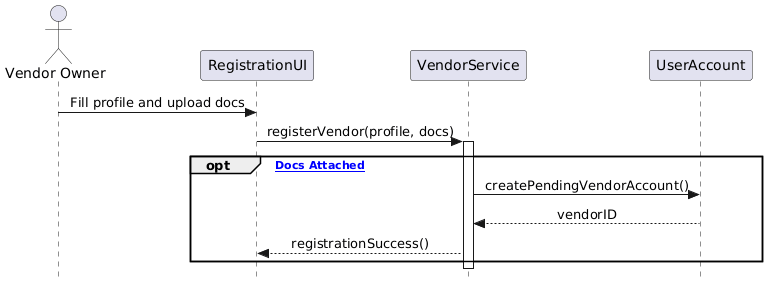 Vendor Owner
RegistrationUI
VendorService
UserAccount
Fill profile and upload docs
registerVendor(profile, docs)
opt
Docs Attached
createPendingVendorAccount()
vendorID
registrationSuccess()